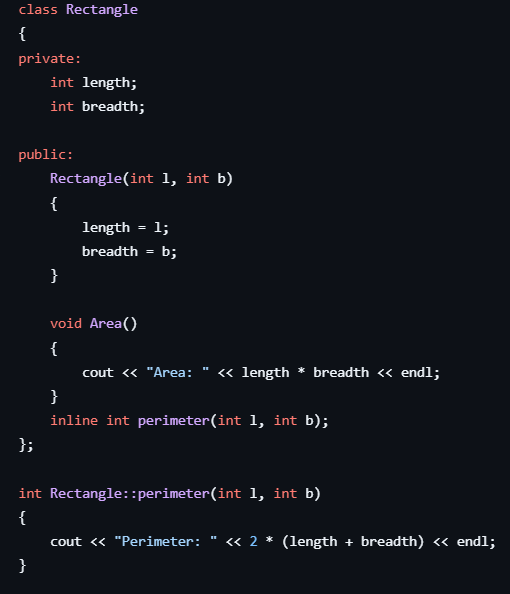 class Rectangle
{
private:
    int length;
    int breadth;

public:
    Rectangle(int l, int b)
    {
        length = l;
        breadth = b;
    }

    void Area()
    {
        cout << "Area: " << length * breadth << endl;
    }
    inline int perimeter(int l, int b);
};

int Rectangle::perimeter(int l, int b)
{
    cout << "Perimeter: " << 2 * (length + breadth) << endl;
}